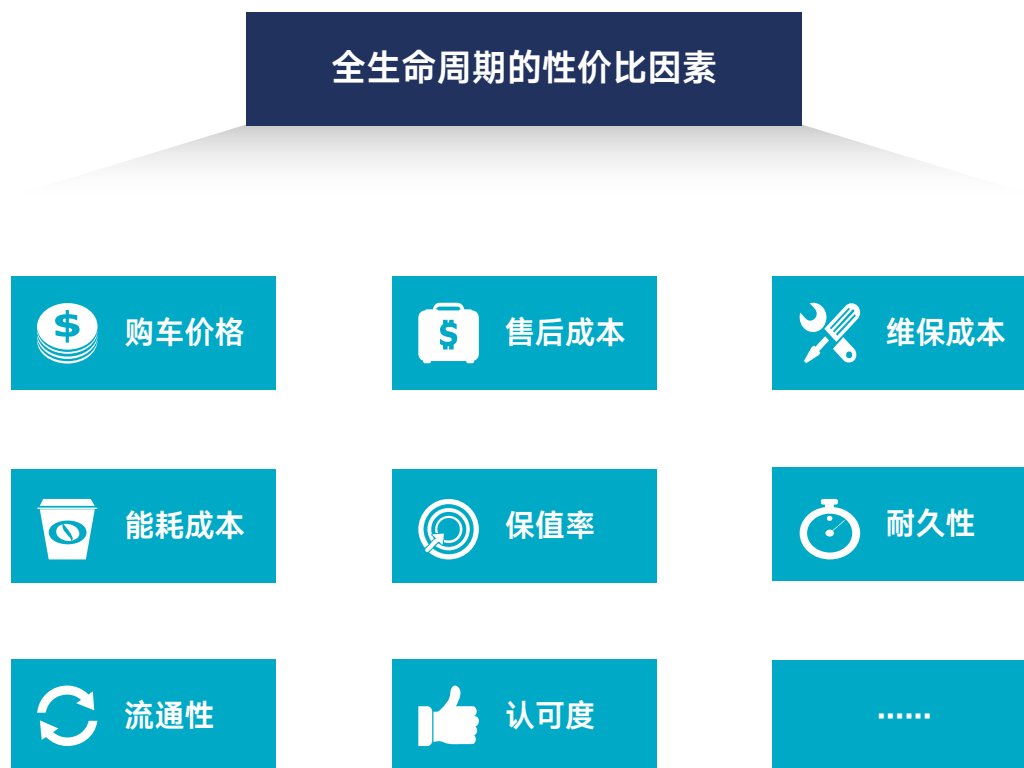 全生命周期的性价比因素
购车价格
售后成本
维保成本
能耗成本
保值率
耐久性
流通性
认可度
······